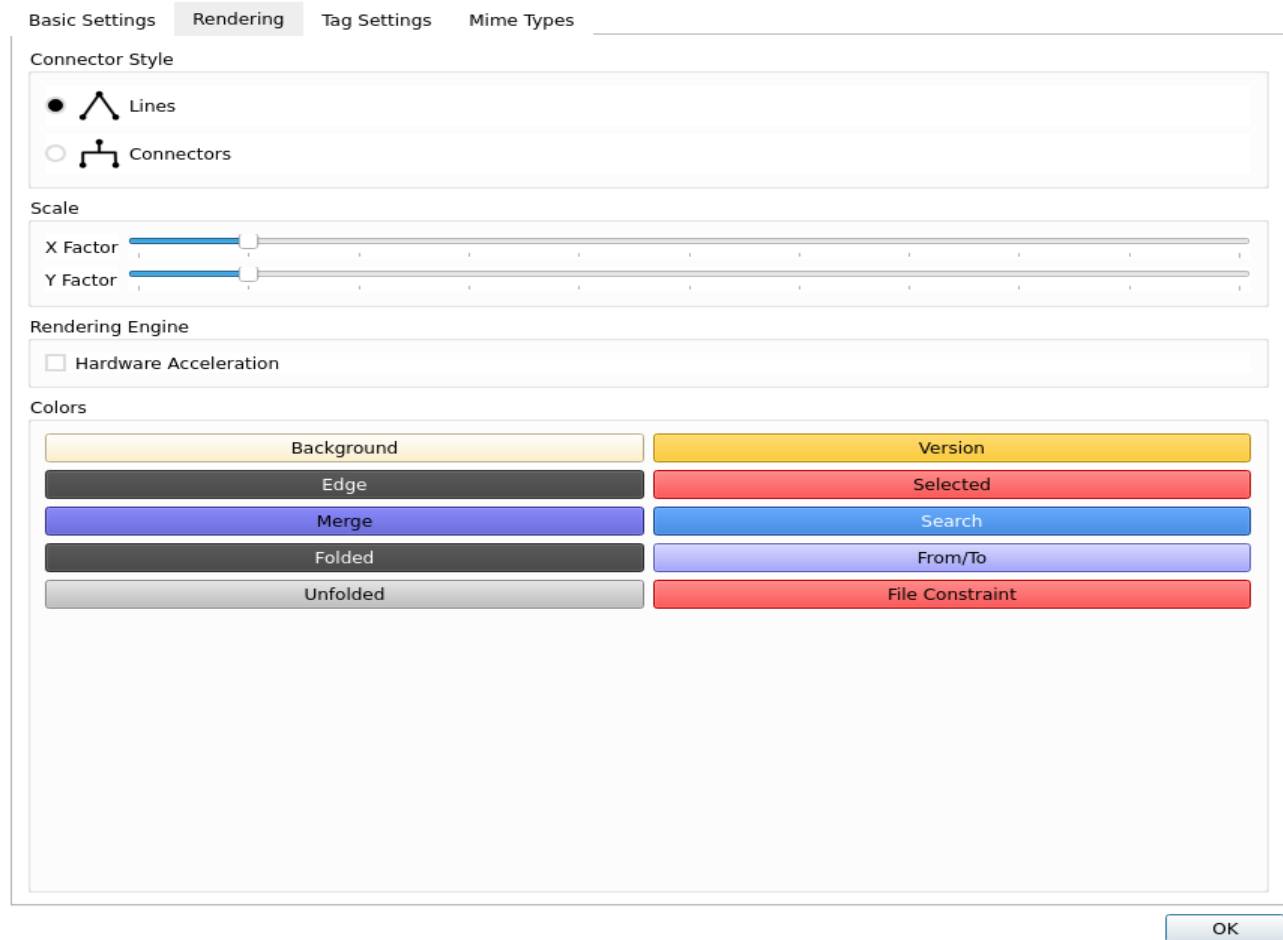 Basic Settings Rendering Tag Settings Mime Types
Connector Style
Lines
Connectors
Scale
X Factor
Y Factor
Rendering Engine
Hardware Acceleration
Colors
Background Version
Edge Selected
Merge Search
Folded From/To
Unfolded File Constraint
OK